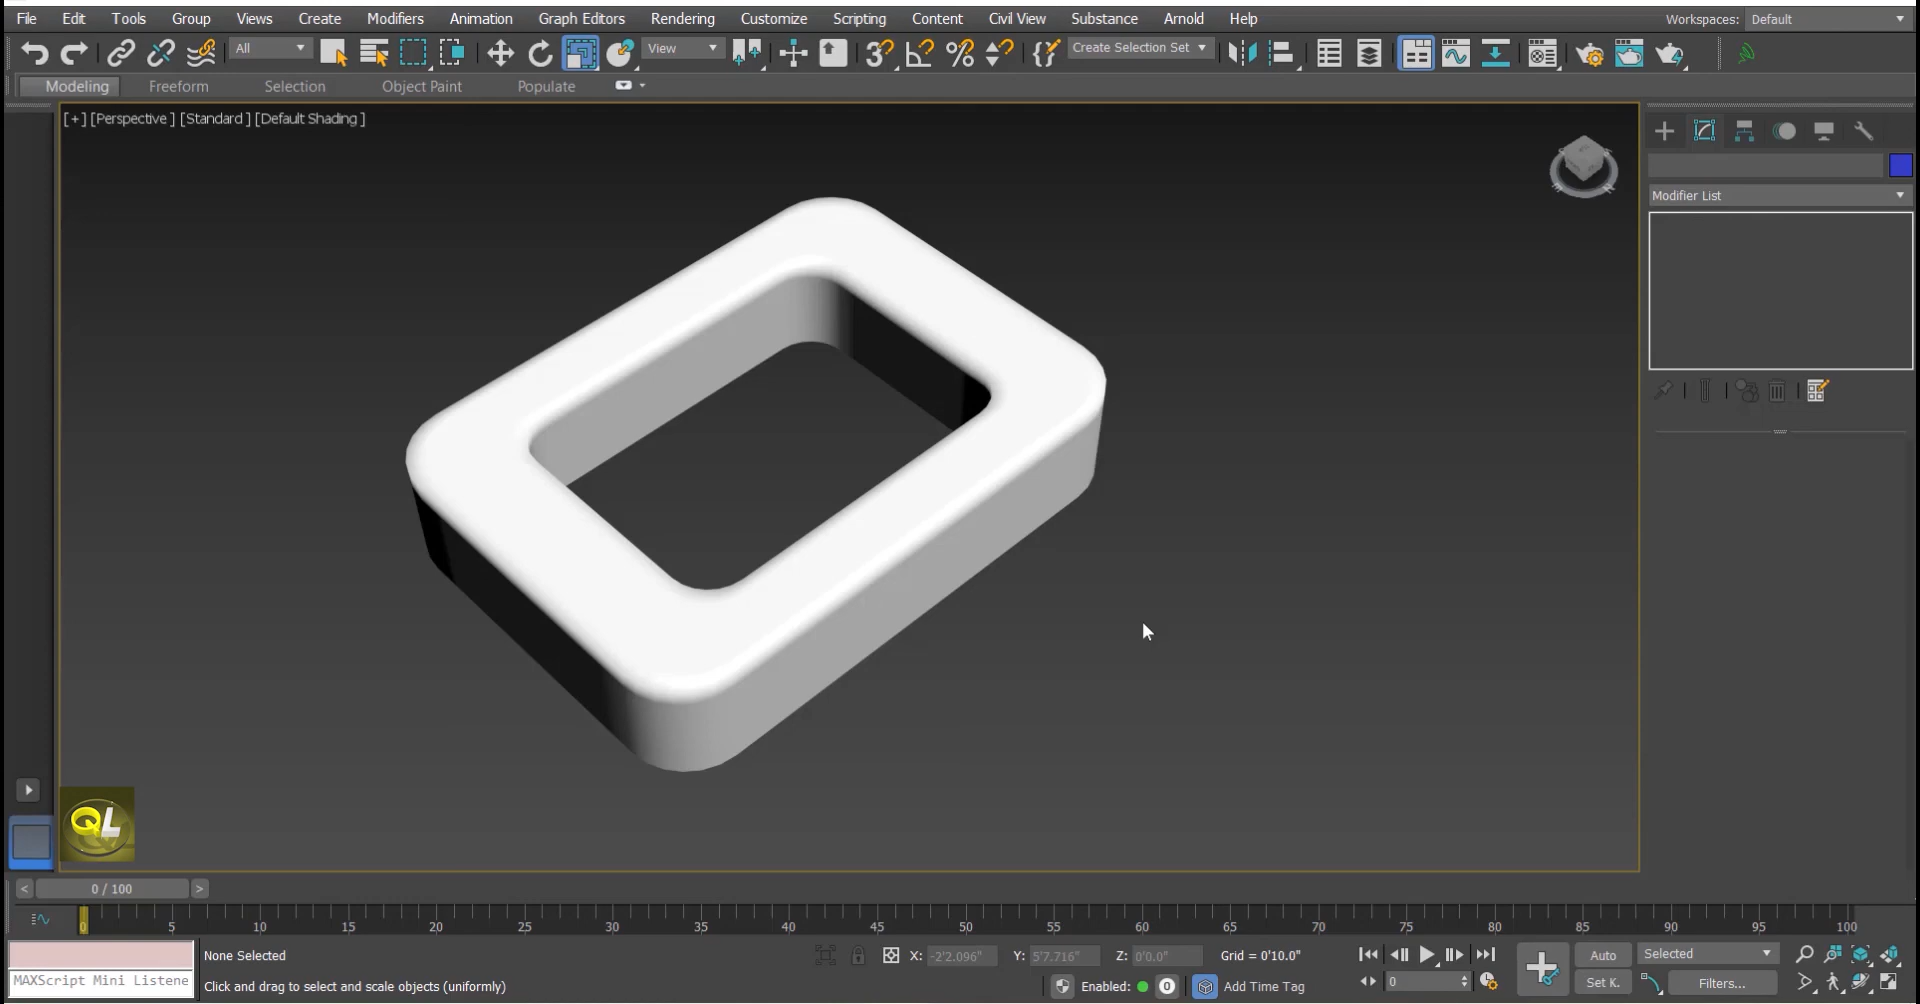 File Edit Tools Group Views Create Modifiers Animation Graph Editors Rendering Customize Scripting Content Civil View Substance Arnold Help Workspaces: Default
All View Create Selection Set
Modeling Freeform Selection Object Paint Populate
[+] [Perspective ] [Standard ] [Default Shading ]
Modifier List
QL
< 0 / 100 >
0 5 10 15 20 25 30 35 40 45 50 55 60 65 70 75 80 85 90 95 100
None Selected X: -2'2.096" Y: 5'7.716" Z: 0'0.0" Grid = 0'10.0" Auto Selected
MAXScript Mini Listene Click and drag to select and scale objects (uniformly) Enabled: 0 Add Time Tag 0 Set K. Filters...